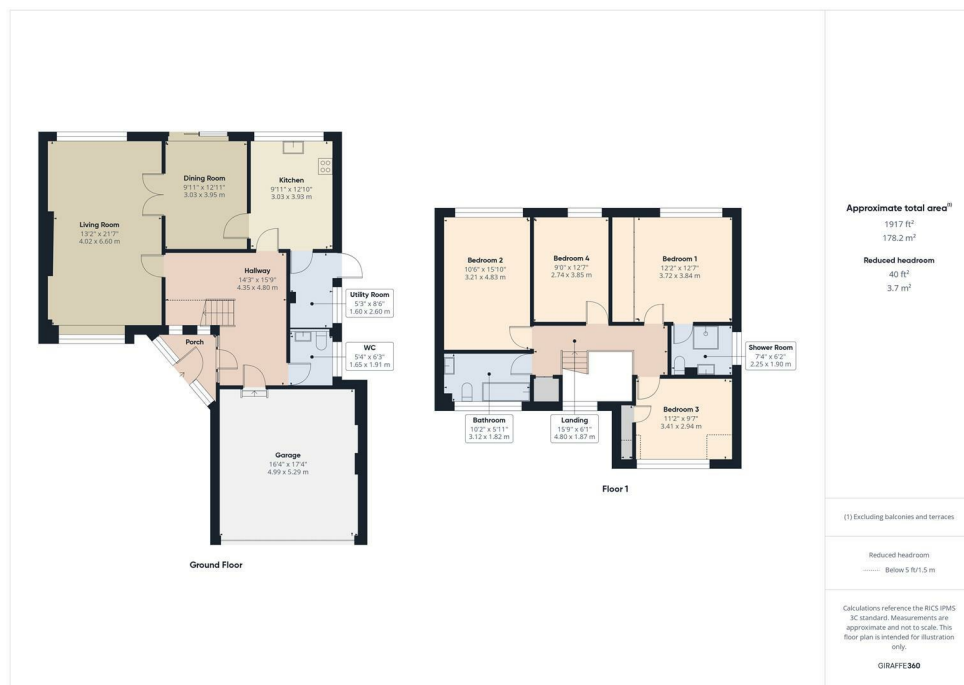 Living Room
13'2" x 21'7"
4.02 x 6.60 m
Dining Room
9'11" x 12'11"
3.03 x 3.95 m
Kitchen
9'11" x 12'10"
3.03 x 3.93 m
Hallway
14'3" x 15'9"
4.35 x 4.80 m
Utility Room
5'3" x 8'6"
1.60 x 2.60 m
Porch
WC
5'4" x 6'3"
1.65 x 1.91 m
Garage
16'4" x 17'4"
4.99 x 5.29 m
Ground Floor
Bedroom 2
10'6" x 15'10"
3.21 x 4.83 m
Bedroom 4
9'0" x 12'7"
2.74 x 3.85 m
Bedroom 1
12'2" x 12'7"
3.72 x 3.84 m
Shower Room
7'4" x 6'2"
2.25 x 1.90 m
Bedroom 3
11'2" x 9'7"
3.41 x 2.94 m
Bathroom
10'2" x 5'11"
3.12 x 1.82 m
Landing
15'9" x 6'1"
4.80 x 1.87 m
Floor 1
Approximate total area(1)
1917 ft²
178.2 m²
Reduced headroom
40 ft²
3.7 m²
(1) Excluding balconies and terraces
Reduced headroom
Below 5 ft/1.5 m
Calculations reference the RICS IPMS
3C standard. Measurements are
approximate and not to scale. This
floor plan is intended for illustration
only.
GIRAFFE360